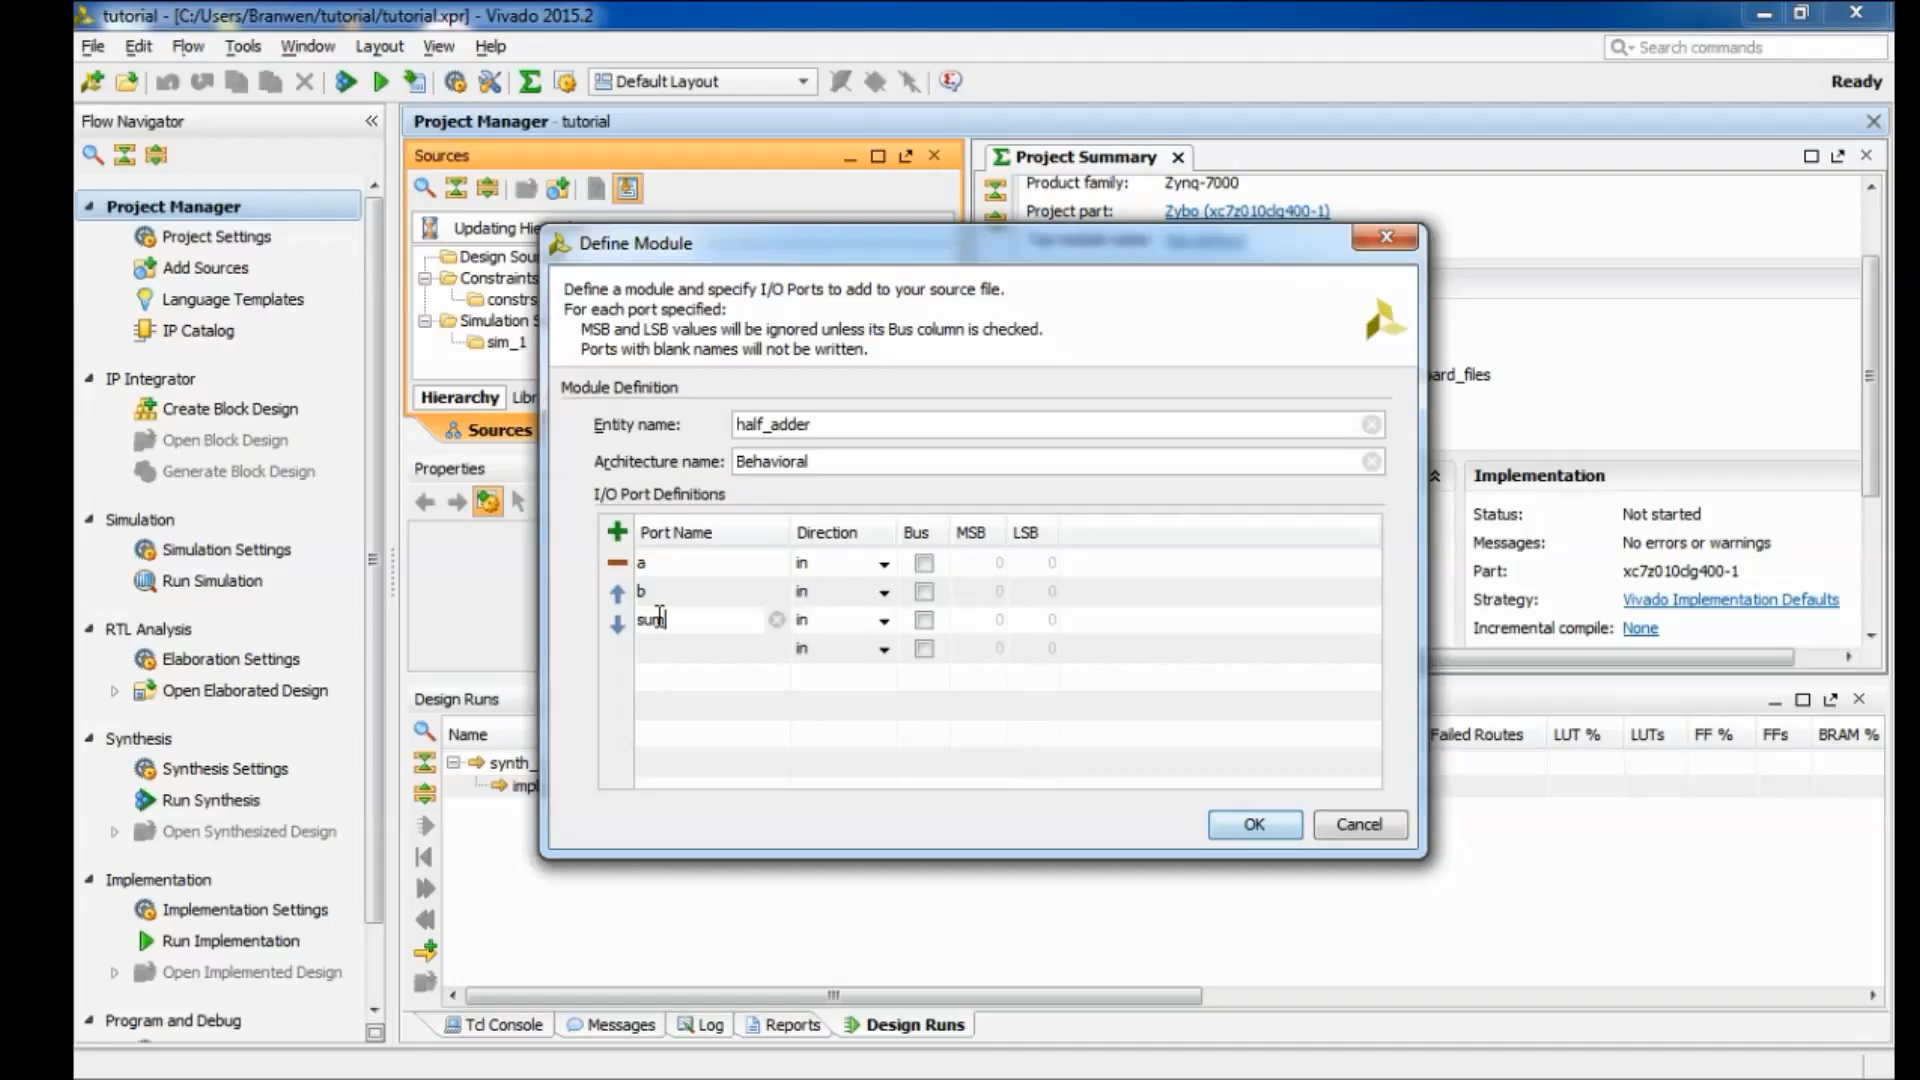 tutorial - [C:/Users/Branwen/tutorial/tutorial.xpr] - Vivado 2015.2
File Edit Flow Tools Window Layout View Help
Search commands
Default Layout
Ready
Flow Navigator
Project Manager
Project Settings
Add Sources
Language Templates
IP Catalog
IP Integrator
Create Block Design
Open Block Design
Generate Block Design
Simulation
Simulation Settings
Run Simulation
RTL Analysis
Elaboration Settings
Open Elaborated Design
Synthesis
Synthesis Settings
Run Synthesis
Open Synthesized Design
Implementation
Implementation Settings
Run Implementation
Open Implemented Design
Program and Debug
Project Manager - tutorial
Sources
Updating Hie
Design Sou
Constraints
constrs
Simulation S
sim_1
Hierarchy Libr
Sources
Properties
Project Summary
Product family: Zynq-7000
Project part: Zybo (xc7z010clg400-1)
ard_files
Implementation
Status: Not started
Messages: No errors or warnings
Part: xc7z010clg400-1
Strategy: Vivado Implementation Defaults
Incremental compile: None
Define Module
Define a module and specify I/O Ports to add to your source file.
For each port specified:
MSB and LSB values will be ignored unless its Bus column is checked.
Ports with blank names will not be written.
Module Definition
Entity name: half_adder
Architecture name: Behavioral
I/O Port Definitions
Port Name Direction Bus MSB LSB
a in 0 0
b in 0 0
sum in 0 0
in 0 0
OK Cancel
Design Runs
Name Failed Routes LUT % LUTs FF % FFs BRAM %
synth_
impl
Tcl Console Messages Log Reports Design Runs